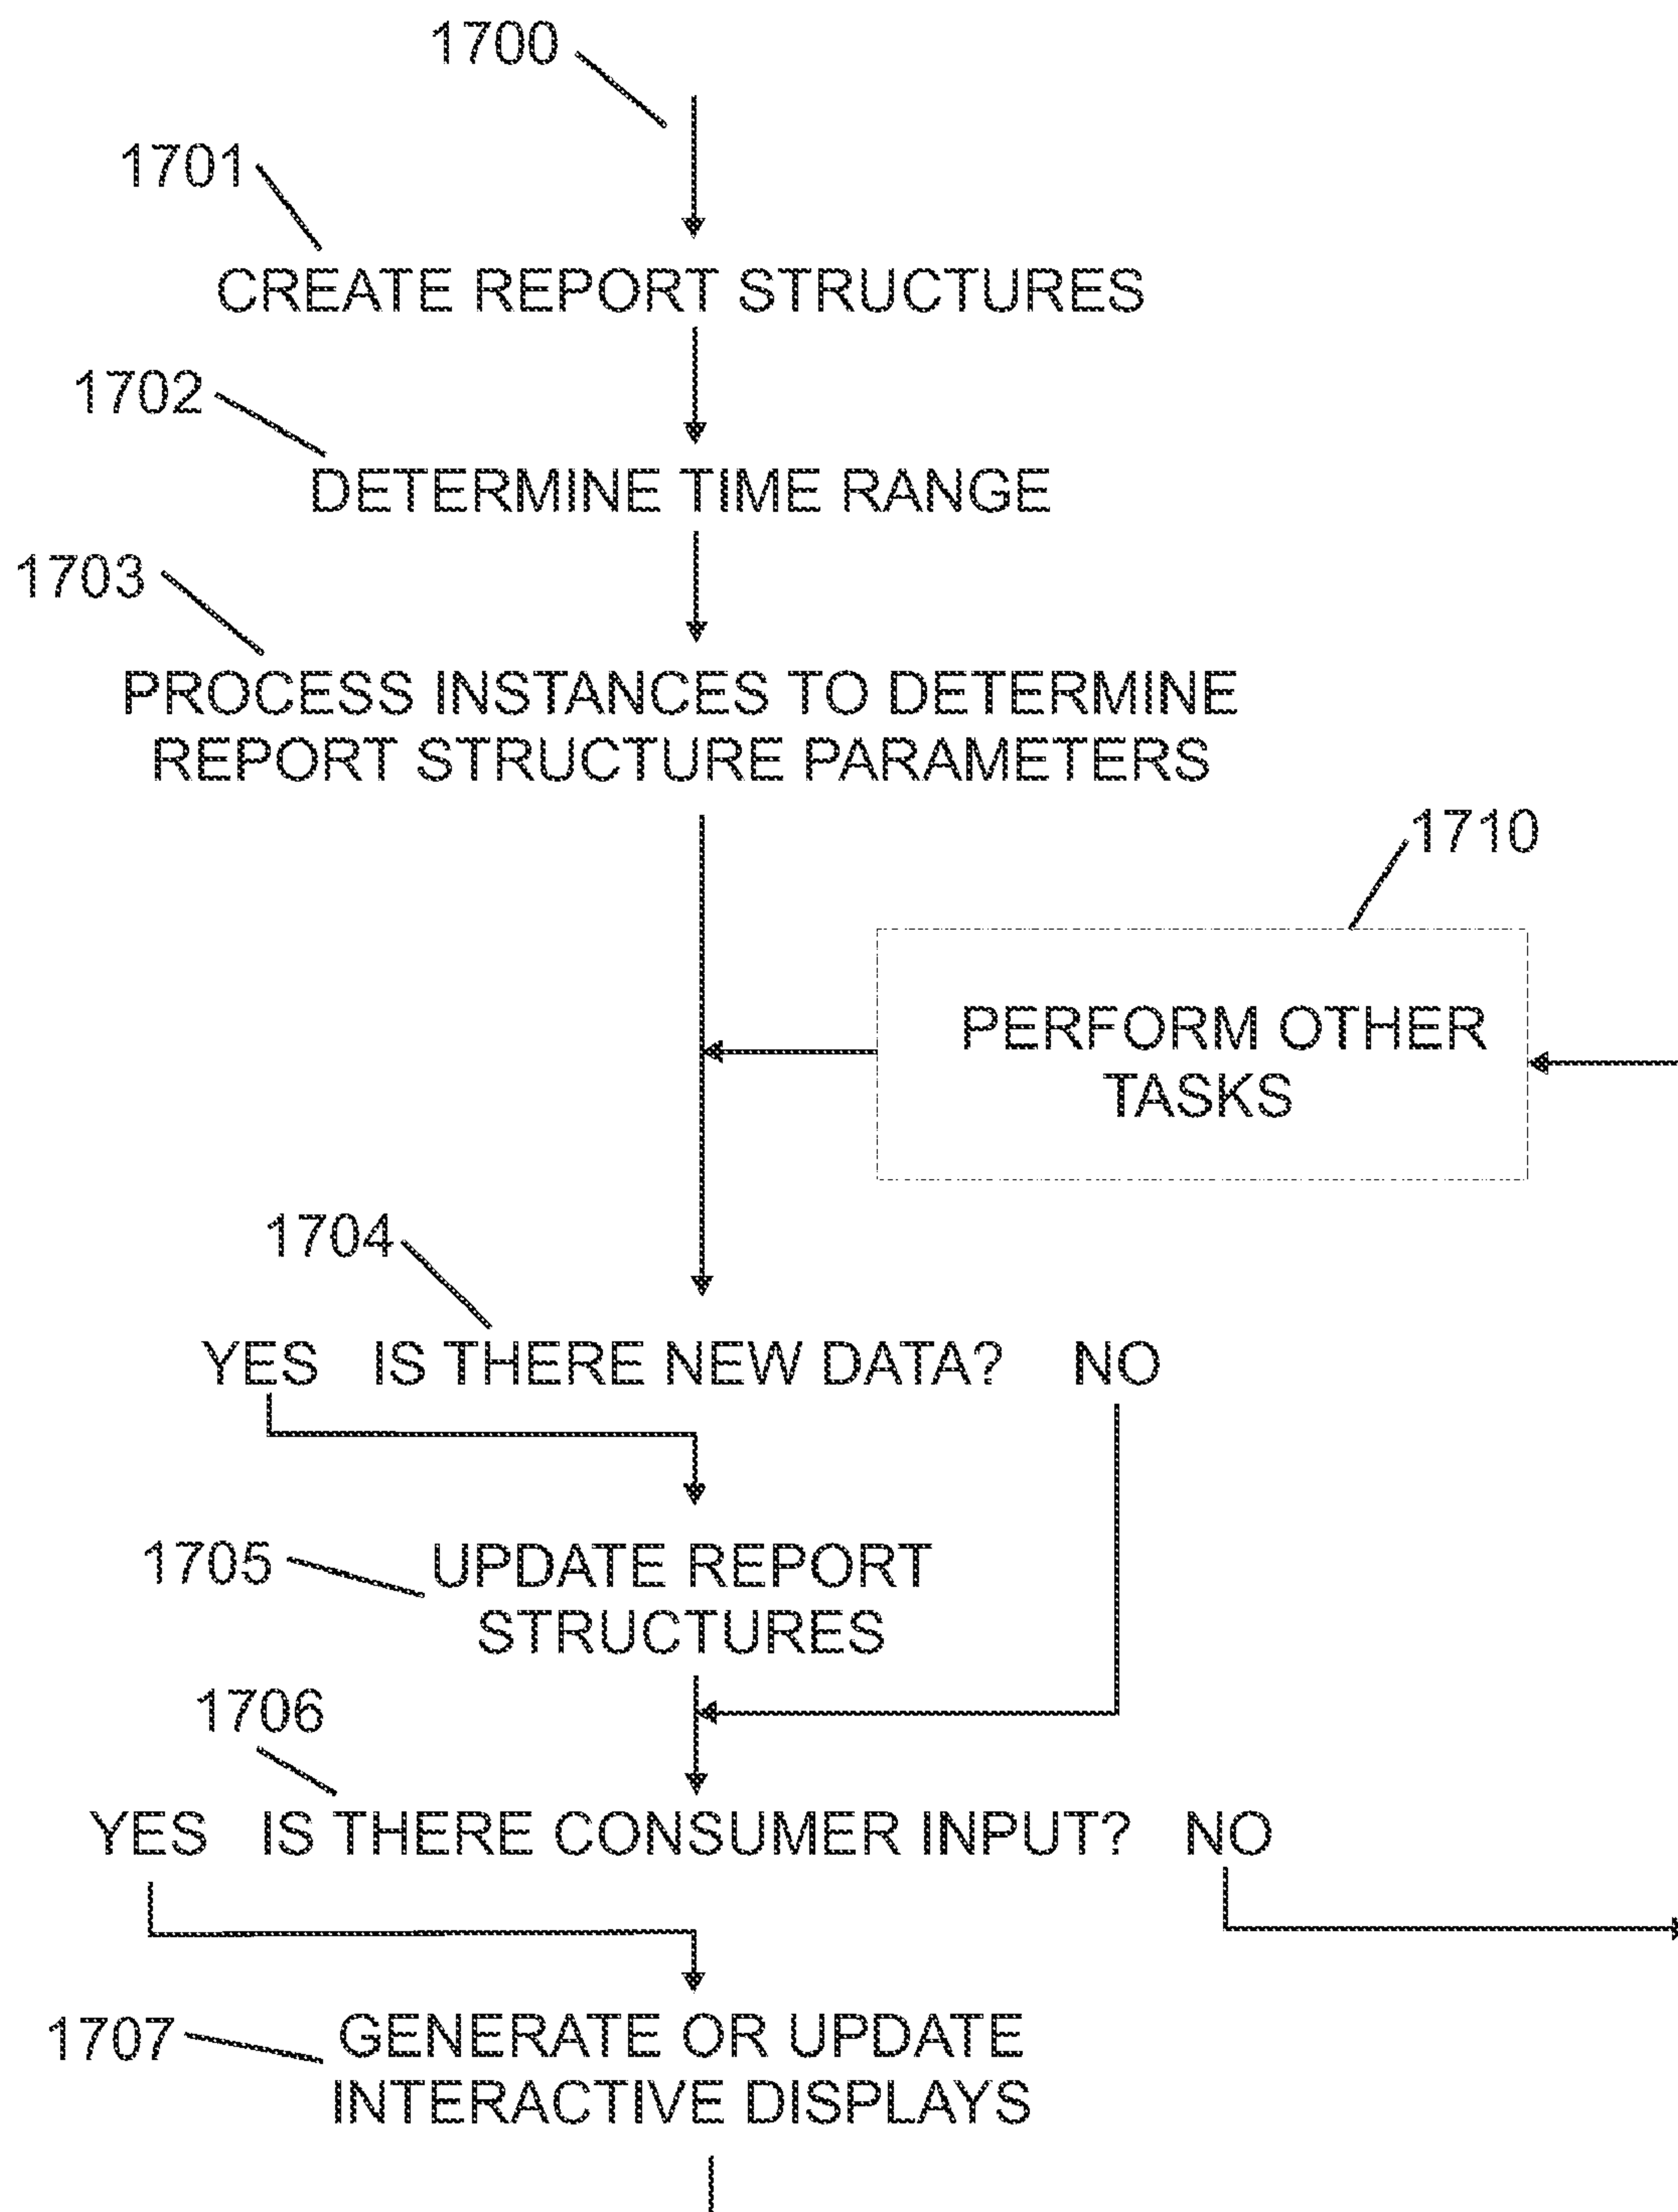 1700
1701
CREATE REPORT STRUCTURES
1702
DETERMINE TIME RANGE
1703
PROCESS INSTANCES TO DETERMINE
REPORT STRUCTURE PARAMETERS
1710
PERFORM OTHER
TASKS
1704
YES IS THERE NEW DATA? NO
1705
UPDATE REPORT
STRUCTURES
1706
YES IS THERE CONSUMER INPUT? NO
1707
GENERATE OR UPDATE
INTERACTIVE DISPLAYS